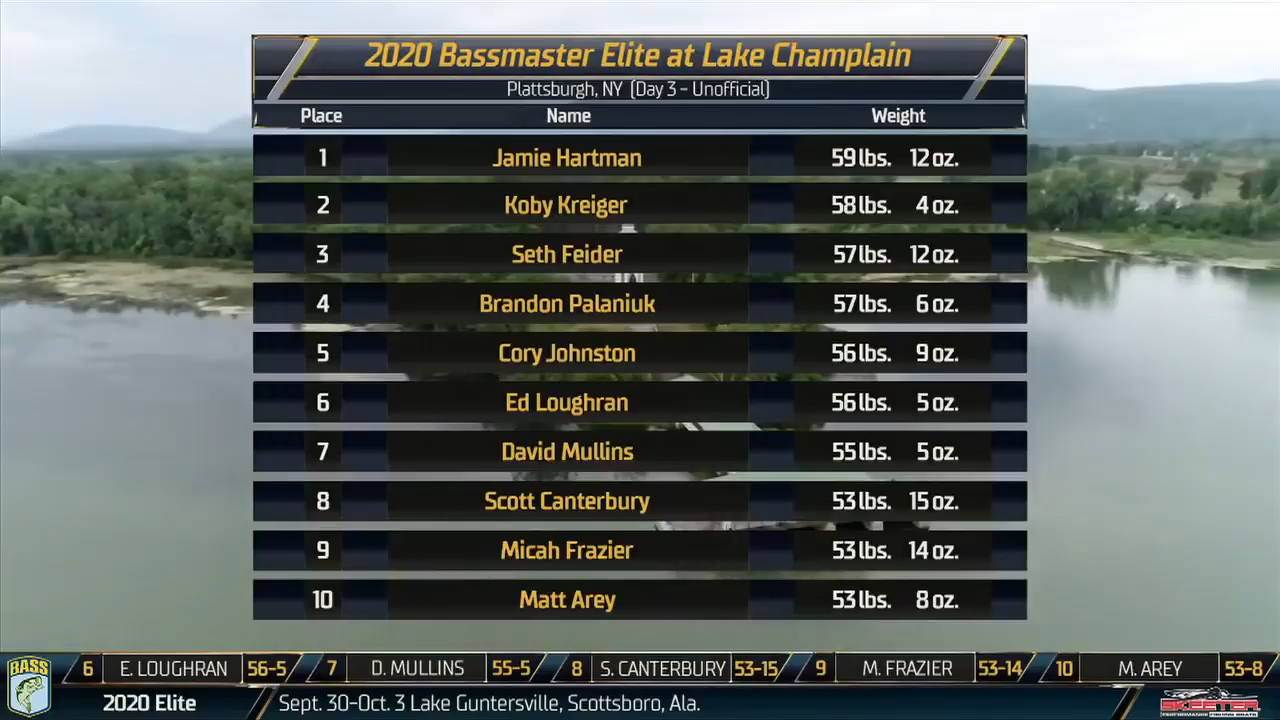 2020 Bassmaster Elite at Lake Champlain
Plattsburgh, NY (Day 3 - Unofficial)
Place Name Weight
1 Jamie Hartman 59 lbs. 12 oz.
2 Koby Kreiger 58 lbs. 4 oz.
3 Seth Feider 57 lbs. 12 oz.
4 Brandon Palaniuk 57 lbs. 6 oz.
5 Cory Johnston 56 lbs. 9 oz.
6 Ed Loughran 56 lbs. 5 oz.
7 David Mullins 55 lbs. 5 oz.
8 Scott Canterbury 53 lbs. 15 oz.
9 Micah Frazier 53 lbs. 14 oz.
10 Matt Arey 53 lbs. 8 oz.
BASS 6 E. LOUGHRAN 56-5 7 D. MULLINS 55-5 8 S. CANTERBURY 53-15 9 M. FRAZIER 53-14 10 M. AREY 53-8
2020 Elite Sept. 30-Oct. 3 Lake Guntersville, Scottsboro, Ala. SKEETER
PERFORMANCE FISHING BOATS